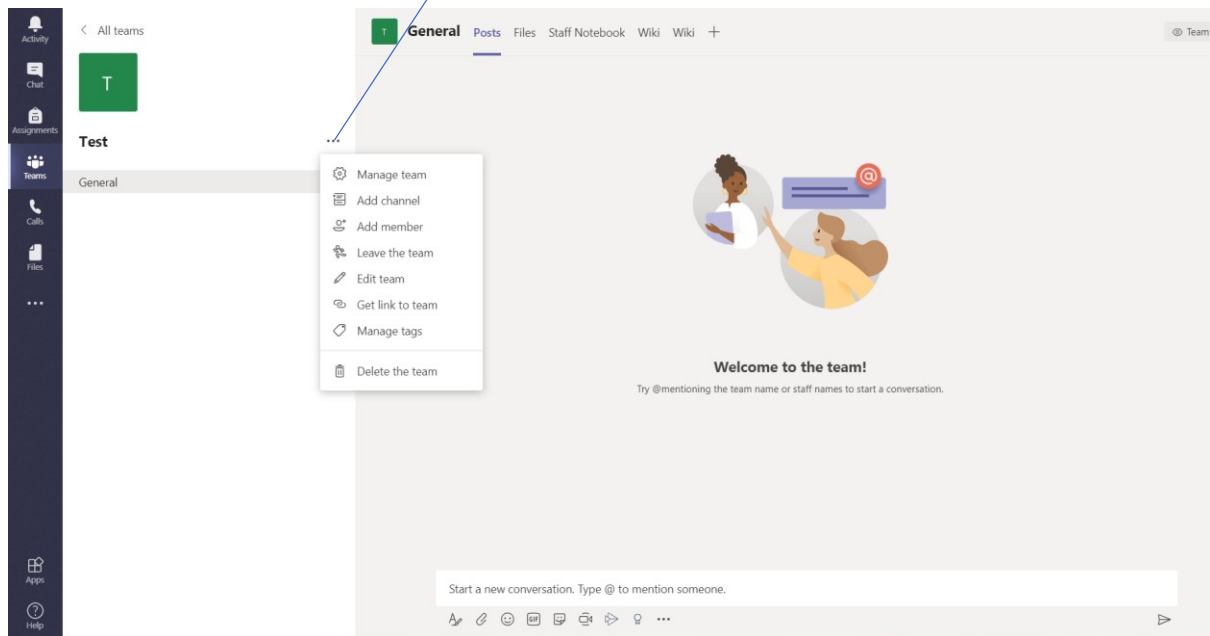 Activity
Chat
Assignments
Teams
Calls
Files
Apps
Help
All teams
T
Test
General
Manage team
Add channel
Add member
Leave the team
Edit team
Get link to team
Manage tags
Delete the team
T General Posts Files Staff Notebook Wiki Wiki
Team
@
Welcome to the team!
Try @mentioning the team name or staff names to start a conversation.
Start a new conversation. Type @ to mention someone.
GIF